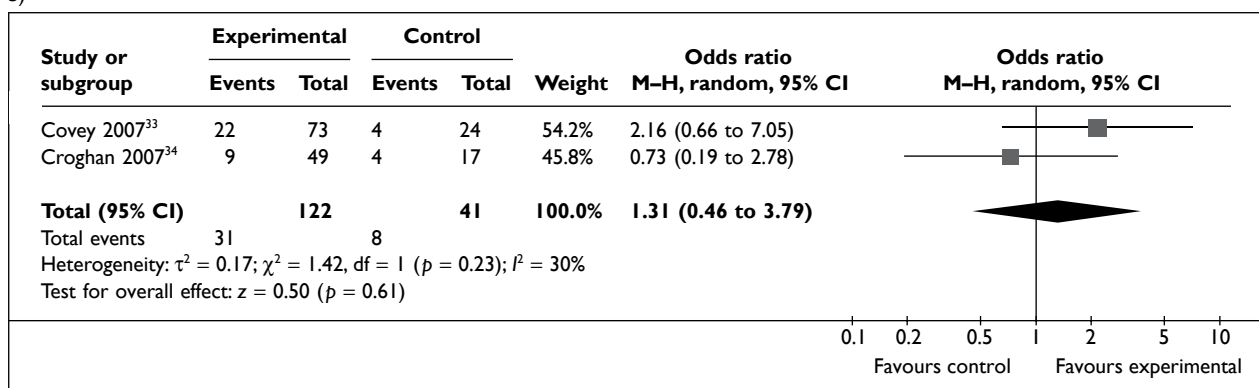 Experimental Control
Study or subgroup Events Total Events Total Weight Odds ratio M–H, random, 95% CI Odds ratio M–H, random, 95% CI
Covey 2007³³ 22 73 4 24 54.2% 2.16 (0.66 to 7.05)
Croghan 2007³⁴ 9 49 4 17 45.8% 0.73 (0.19 to 2.78)
Total (95% CI) 122 41 100.0% 1.31 (0.46 to 3.79)
Total events 31 8
Heterogeneity: τ² = 0.17; χ² = 1.42, df = 1 (p = 0.23); I² = 30%
Test for overall effect: z = 0.50 (p = 0.61)
0.1 0.2 0.5 1 2 5 10
Favours control Favours experimental